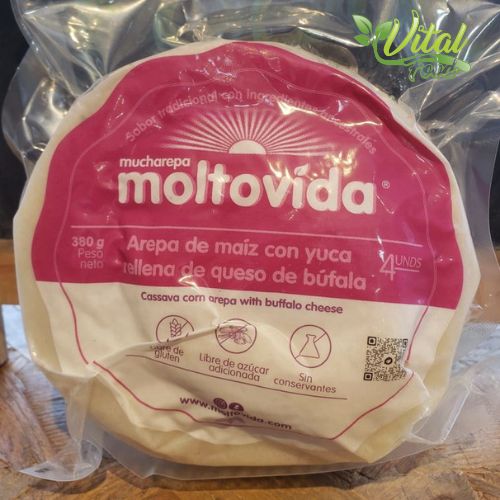 Vital
Food
Sabor tradicional con ingredientes ancestrales
mucharepa
moltovida®
380 g
Peso
neto
Arepa de maíz con yuca
rellena de queso de búfala
4 UNDS
Cassava corn arepa with buffalo cheese
Libre de
gluten
Libre de azúcar
adicionada
Sin
conservantes
www.moltovida.com